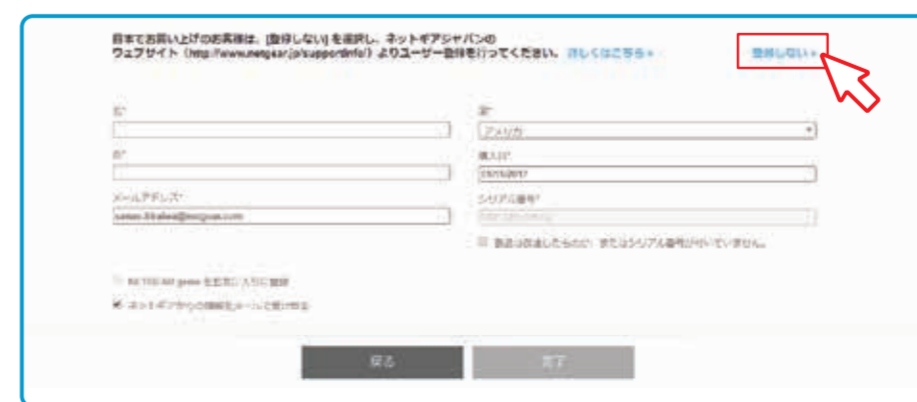 日本でお買い上げのお客様は、[登録しない] を選択し、ネットギアジャパンの
ウェブサイト (http://www.netgear.jp/supportinfo/) よりユーザー登録を行ってください。 詳しくはこちら »
登録しない »
名*
国*
アメリカ
購入日*
メールアドレス*
シリアル番号*
製品は改造したものか、またはシリアル番号が付いていません。
ネットギアからの情報をメールで受け取る
戻る
完了